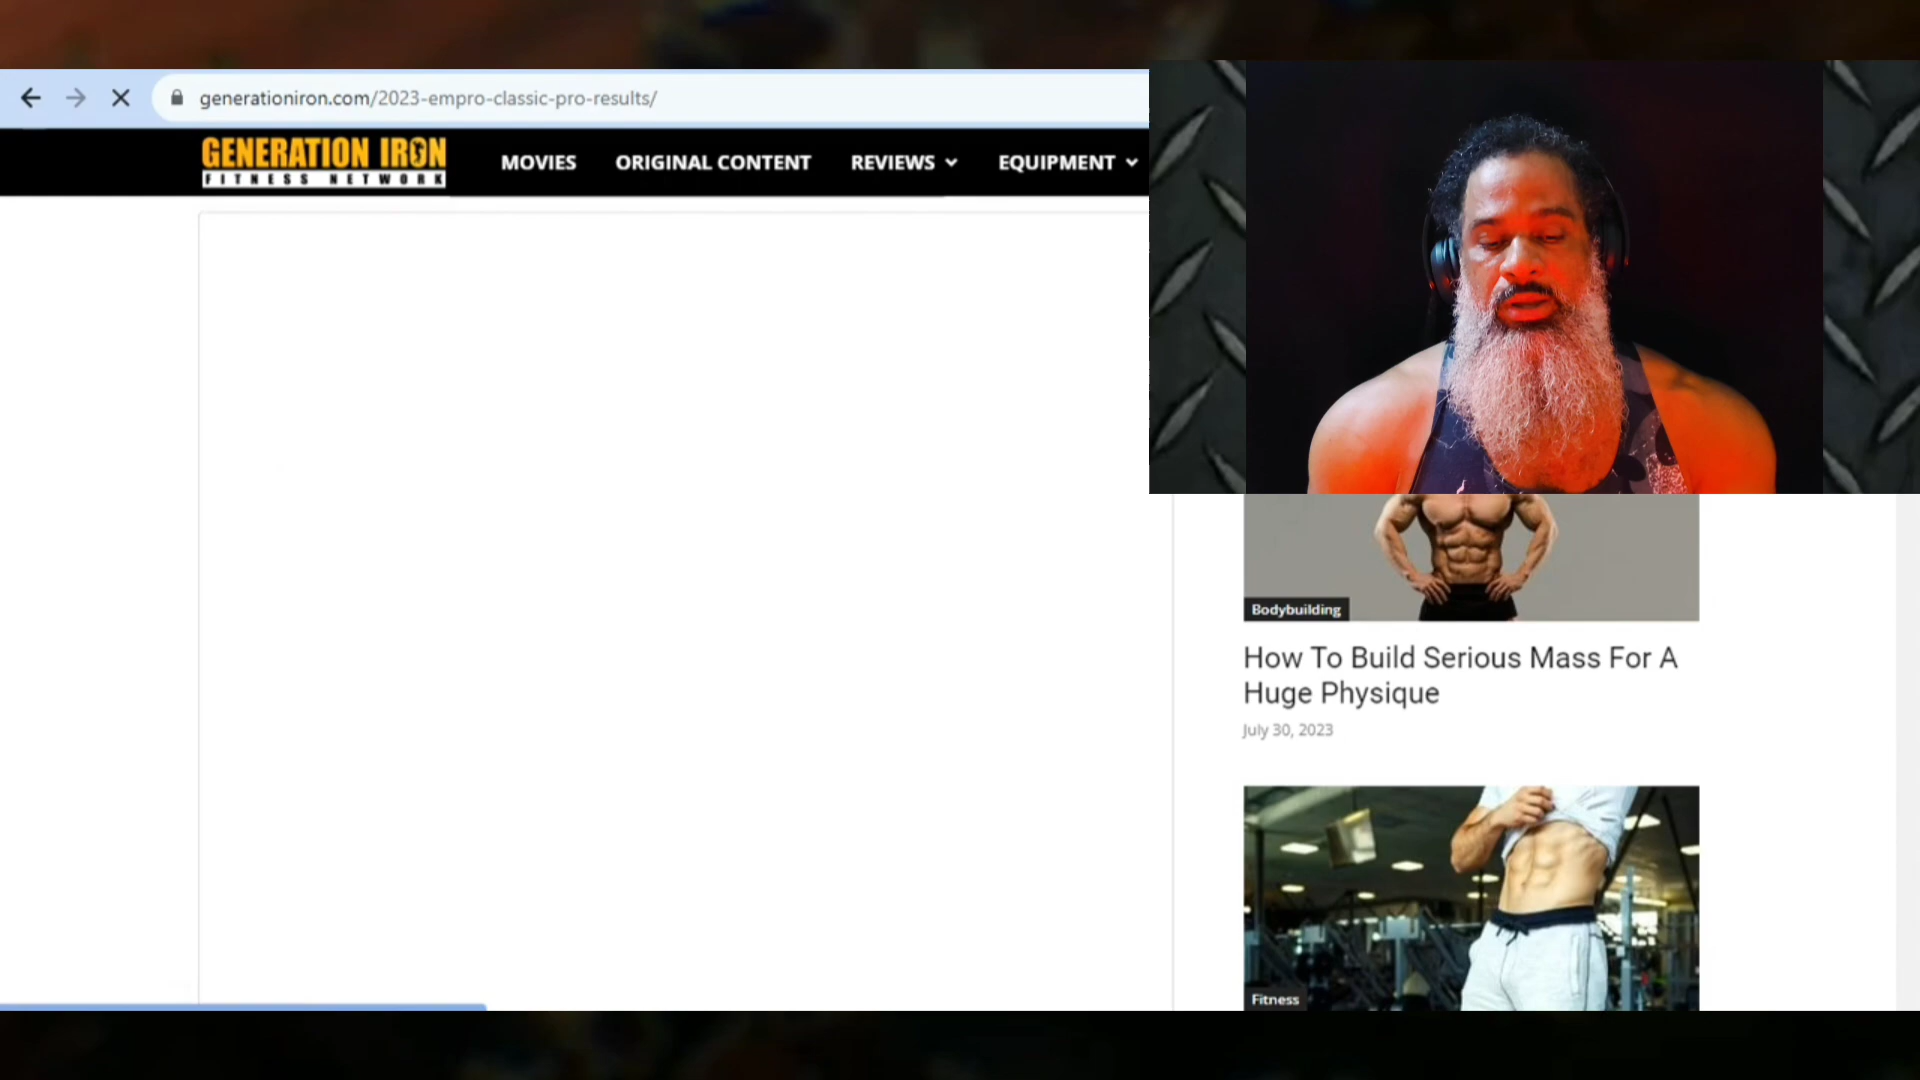 generationiron.com/2023-empro-classic-pro-results/
GENERATION IRON
FITNESS NETWORK
MOVIES
ORIGINAL CONTENT
REVIEWS
EQUIPMENT
Bodybuilding
How To Build Serious Mass For A
Huge Physique
July 30, 2023
Fitness